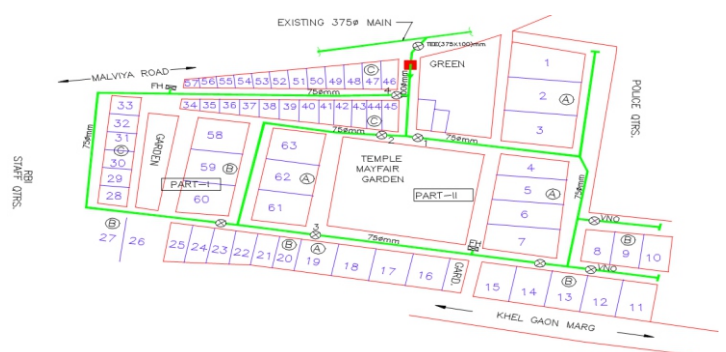 EXISTING 375ø MAIN
TEE(375X100)mm
MALVIYA ROAD
GREEN
POLICE QTRS.
FH
57 56 55 54 53 52 51 50 49 48 47 46
C
75ømm
4
1
2
A
3
33
32
31
C
30
29
28
75ømm
34 35 36 37 38 39 40 41 42 43 44 45
C
75ømm
2
1
75ømm
GARDEN
58
59
B
60
PART-I
63
62
A
61
TEMPLE
MAYFAIR
GARDEN
PART-II
4
5
A
6
7
75ømm
RBI
STAFF QTRS.
B
27
26
25 24 23 22 21 20 19 18 17 16
B
A
3
75ømm
FH
GARD.
VNO
8 9 10
B
VNO
15 14 13 12 11
B
KHEL GAON MARG